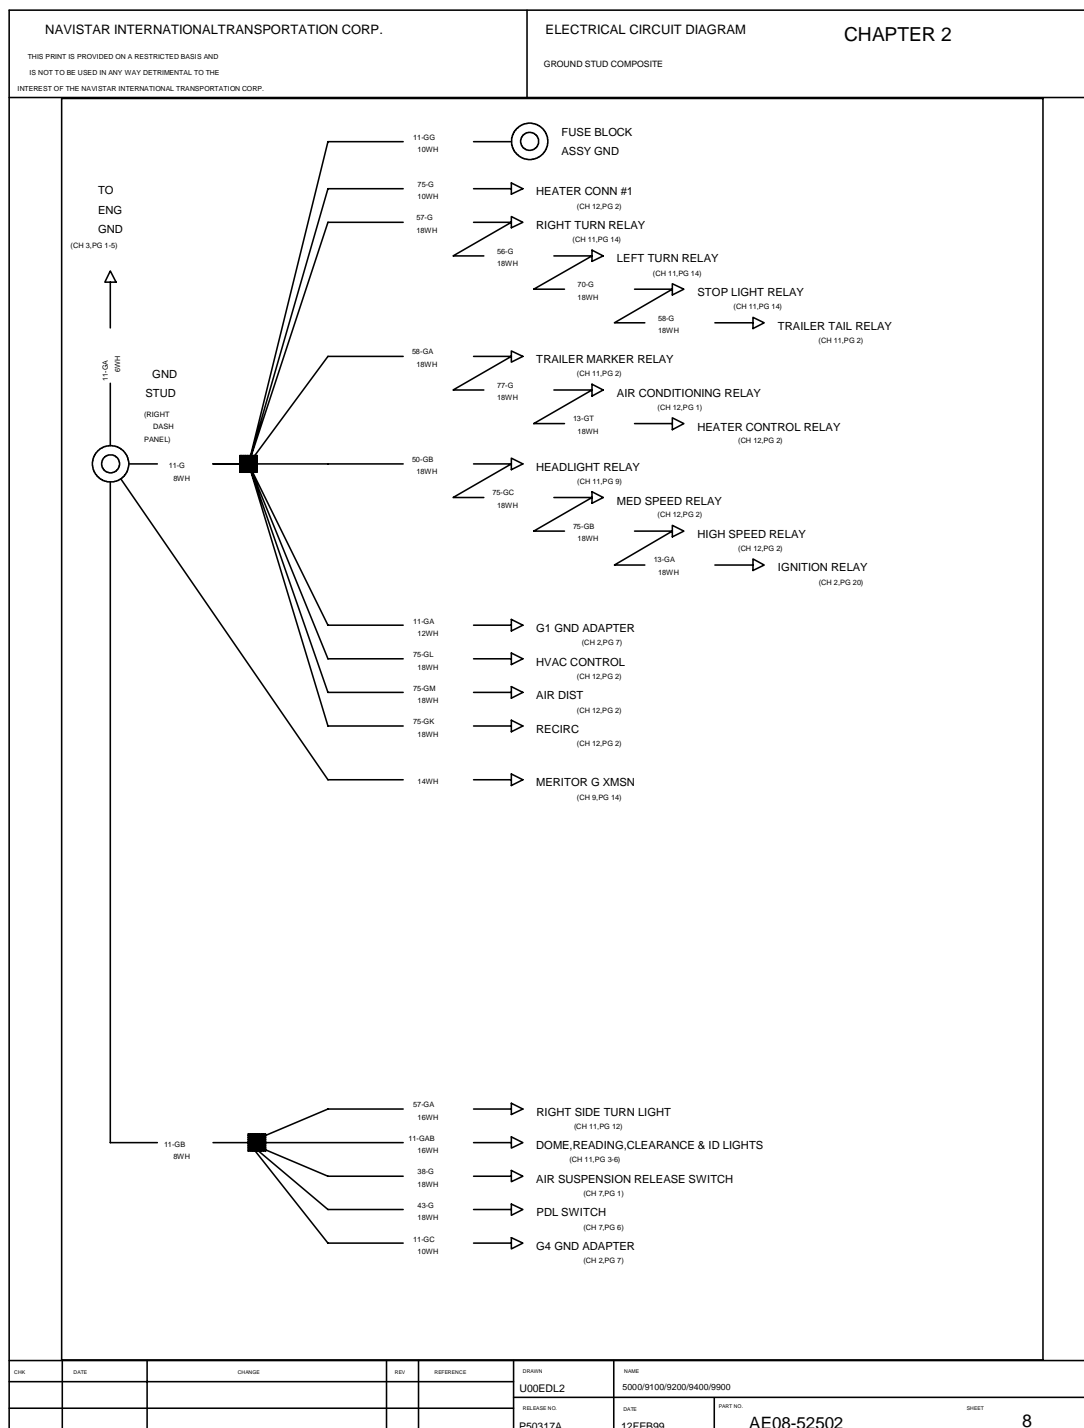 NAVISTAR INTERNATIONALTRANSPORTATION CORP.
THIS PRINT IS PROVIDED ON A RESTRICTED BASIS AND
IS NOT TO BE USED IN ANY WAY DETRIMENTAL TO THE
INTEREST OF THE NAVISTAR INTERNATIONAL TRANSPORTATION CORP.
ELECTRICAL CIRCUIT DIAGRAM
CHAPTER 2
GROUND STUD COMPOSITE
TO
ENG
GND
(CH 3,PG 1-5)
11-GA
6WH
GND
STUD
(RIGHT
DASH
PANEL)
11-G
8WH
11-GG
10WH
FUSE BLOCK
ASSY GND
75-G
10WH
HEATER CONN #1
(CH 12,PG 2)
57-G
18WH
RIGHT TURN RELAY
(CH 11,PG 14)
56-G
18WH
LEFT TURN RELAY
(CH 11,PG 14)
70-G
18WH
STOP LIGHT RELAY
(CH 11,PG 14)
58-G
18WH
TRAILER TAIL RELAY
(CH 11,PG 2)
58-GA
18WH
TRAILER MARKER RELAY
(CH 11,PG 2)
77-G
18WH
AIR CONDITIONING RELAY
(CH 12,PG 1)
13-GT
18WH
HEATER CONTROL RELAY
(CH 12,PG 2)
50-GB
18WH
HEADLIGHT RELAY
(CH 11,PG 9)
75-GC
18WH
MED SPEED RELAY
(CH 12,PG 2)
75-GB
18WH
HIGH SPEED RELAY
(CH 12,PG 2)
13-GA
18WH
IGNITION RELAY
(CH 2,PG 20)
11-GA
12WH
G1 GND ADAPTER
(CH 2,PG 7)
75-GL
18WH
HVAC CONTROL
(CH 12,PG 2)
75-GM
18WH
AIR DIST
(CH 12,PG 2)
75-GK
18WH
RECIRC
(CH 12,PG 2)
14WH
MERITOR G XMSN
(CH 9,PG 14)
11-GB
8WH
57-GA
16WH
RIGHT SIDE TURN LIGHT
(CH 11,PG 12)
11-GAB
16WH
DOME,READING,CLEARANCE & ID LIGHTS
(CH 11,PG 3-6)
38-G
18WH
AIR SUSPENSION RELEASE SWITCH
(CH 7,PG 1)
43-G
18WH
PDL SWITCH
(CH 7,PG 6)
11-GC
10WH
G4 GND ADAPTER
(CH 2,PG 7)
CHK DATE CHANGE REV REFERENCE
DRAWN
U00EDL2
NAME
5000/9100/9200/9400/9900
RELEASE NO.
P50317A
DATE
12FEB99
PART NO.
AE08-52502
SHEET
8